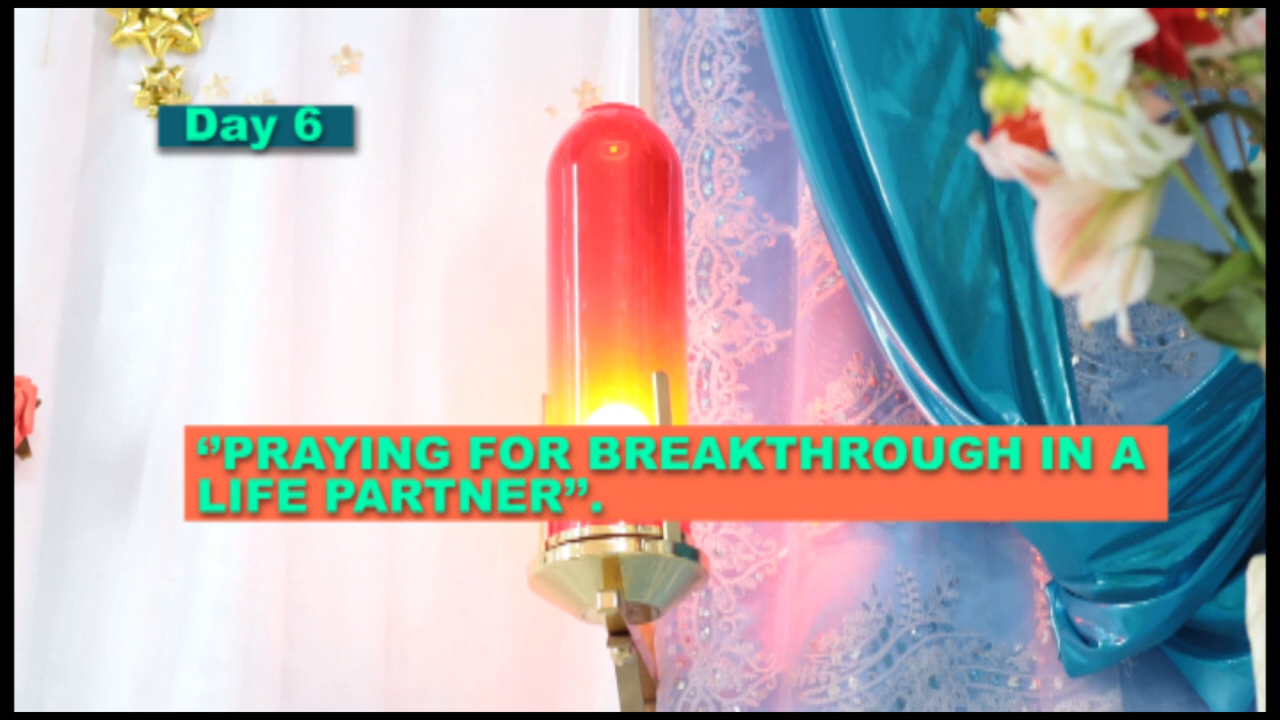 Day 6
‘’PRAYING FOR BREAKTHROUGH IN A
LIFE PARTNER’’.